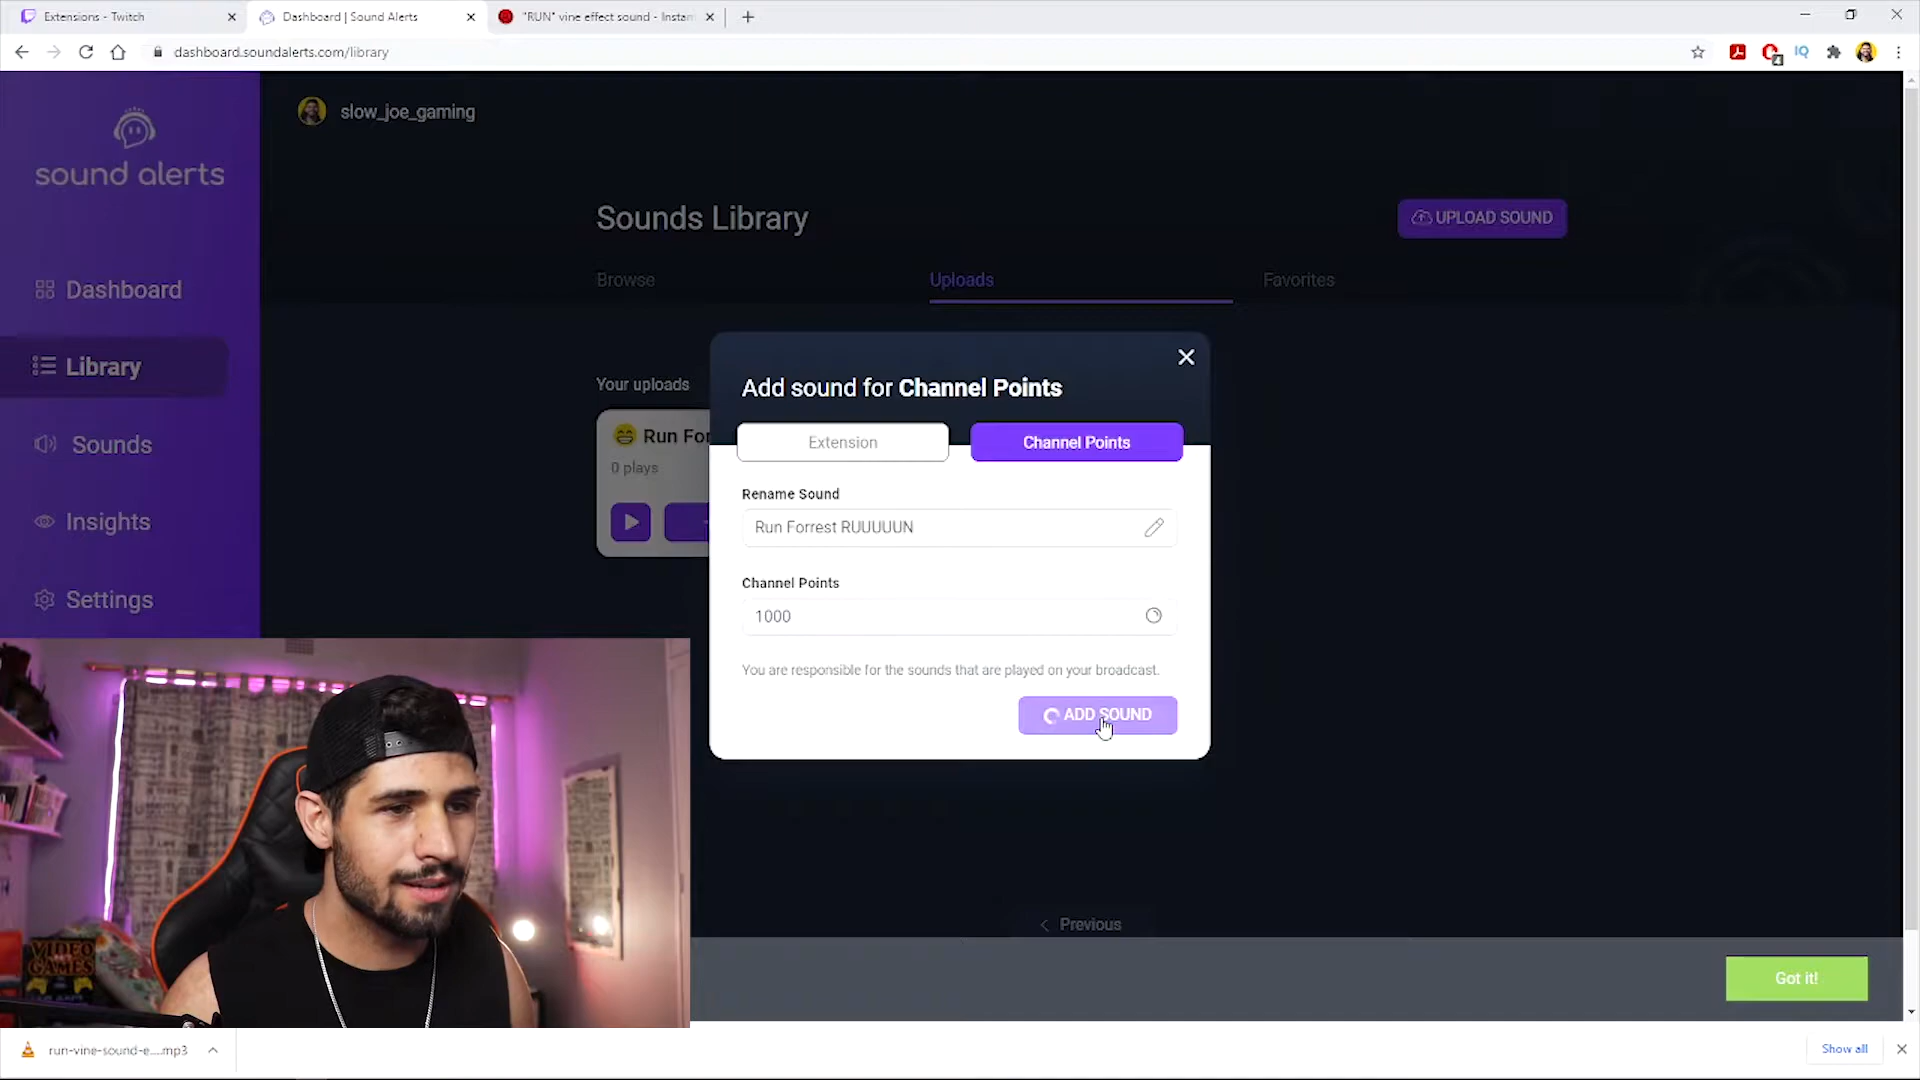 Extensions - Twitch
Dashboard | Sound Alerts
"RUN" vine effect sound - Instan
dashboard.soundalerts.com/library
IQ
sound alerts
slow_joe_gaming
Sounds Library
UPLOAD SOUND
Browse
Uploads
Favorites
Dashboard
Library
Sounds
Insights
Settings
Your uploads
Run For
0 plays
Add sound for Channel Points
Extension
Channel Points
Rename Sound
Run Forrest RUUUUUN
Channel Points
1000
You are responsible for the sounds that are played on your broadcast.
ADD SOUND
Previous
Got it!
VIDEO
GAMES
run-vine-sound-e....mp3
Show all